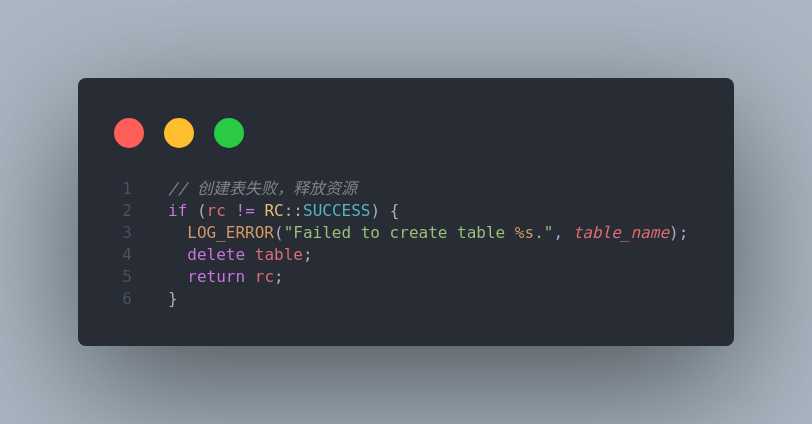 1 // 创建表失败，释放资源
2 if (rc != RC::SUCCESS) {
3   LOG_ERROR("Failed to create table %s.", table_name);
4   delete table;
5   return rc;
6 }